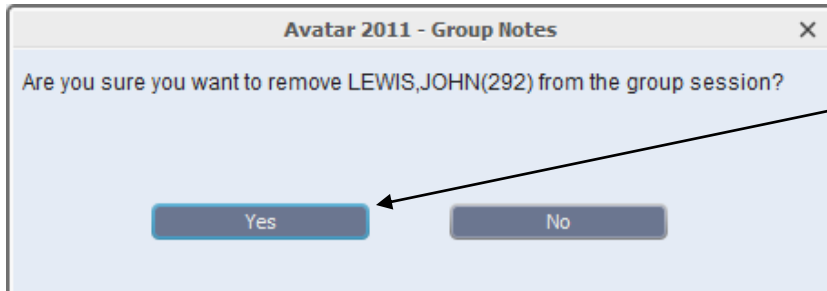 Avatar 2011 - Group Notes
Are you sure you want to remove LEWIS,JOHN(292) from the group session?
Yes No